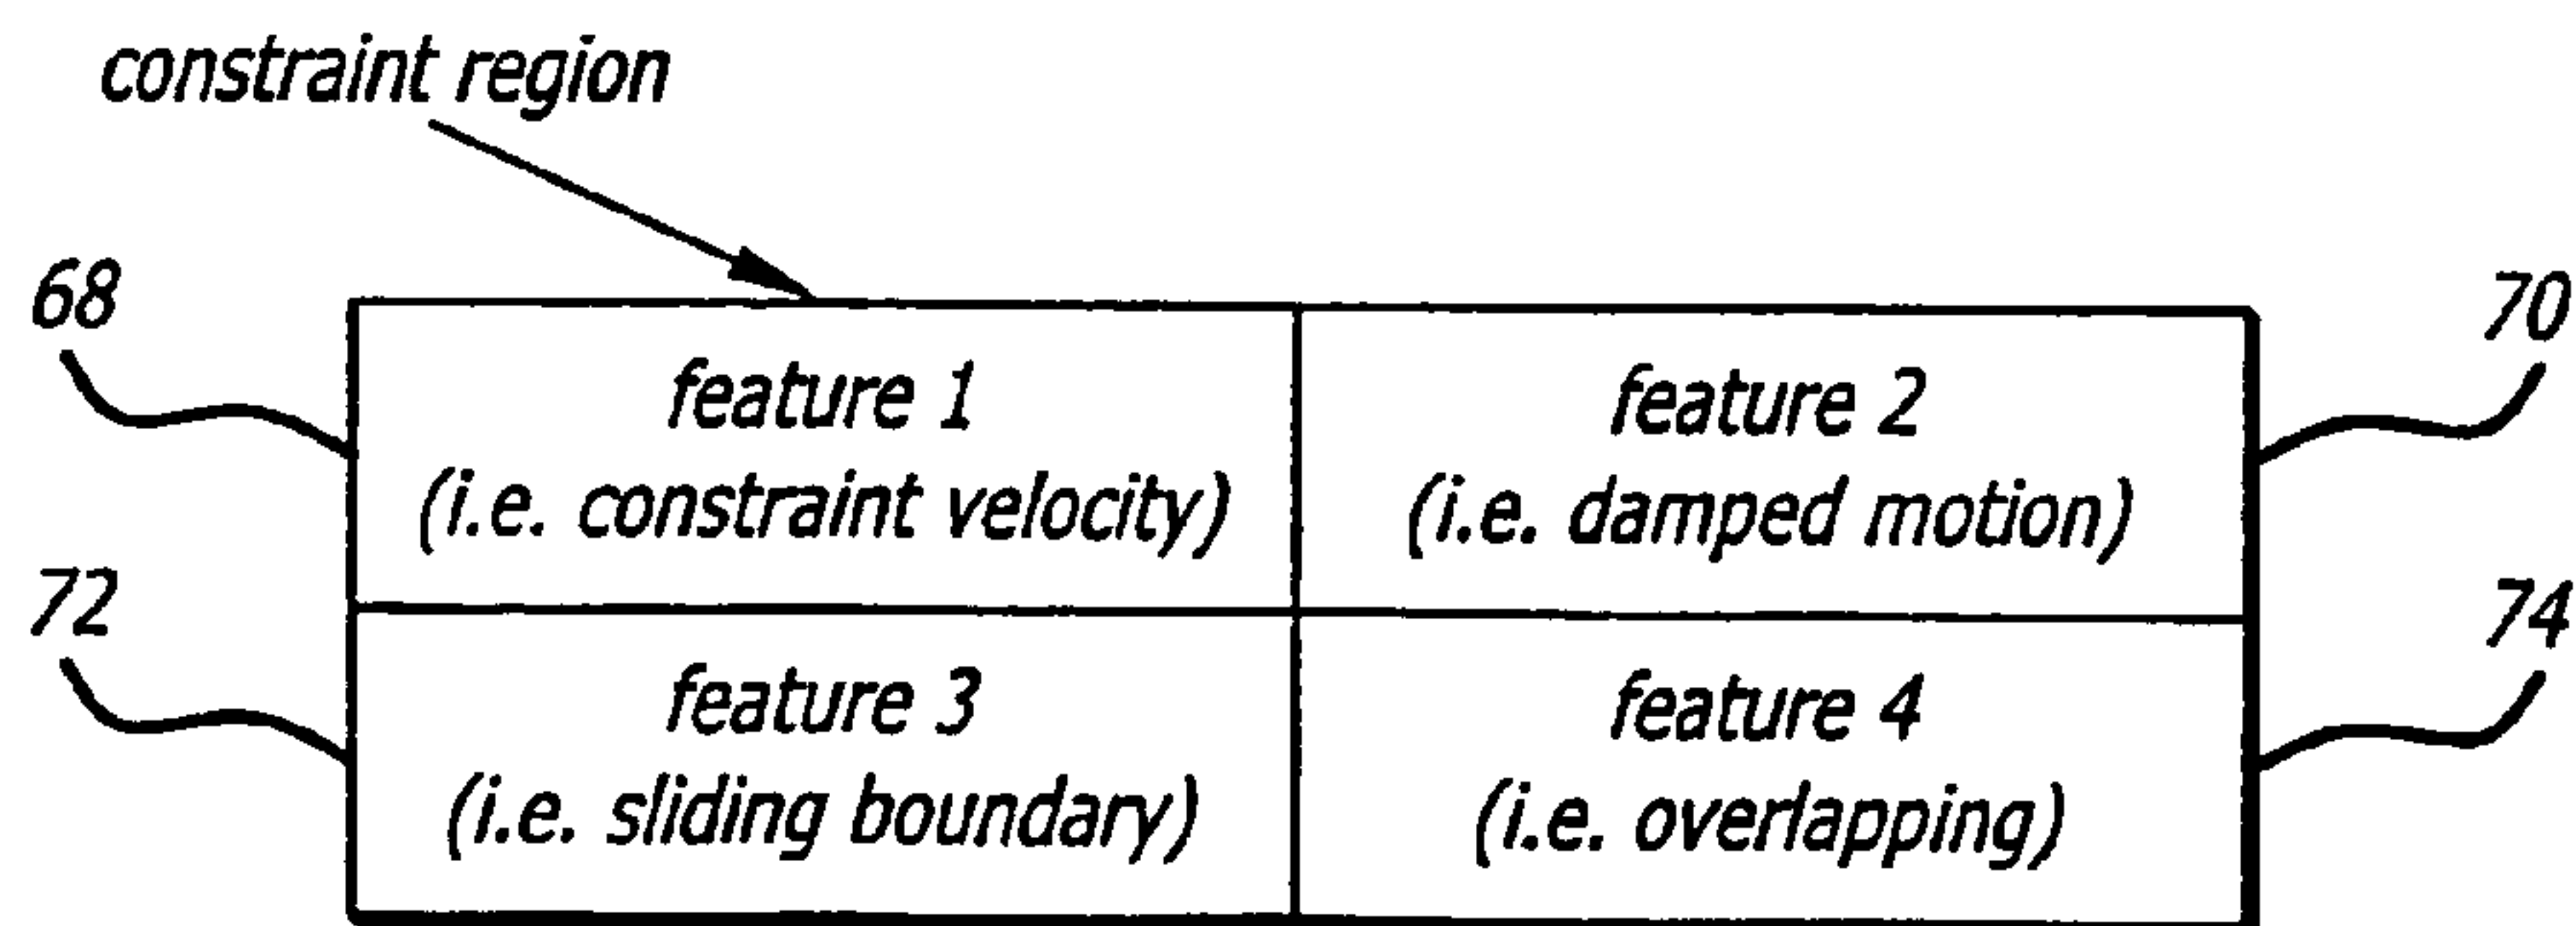 constraint region
68
70
feature 1
(i.e. constraint velocity)
feature 2
(i.e. damped motion)
72
74
feature 3
(i.e. sliding boundary)
feature 4
(i.e. overlapping)